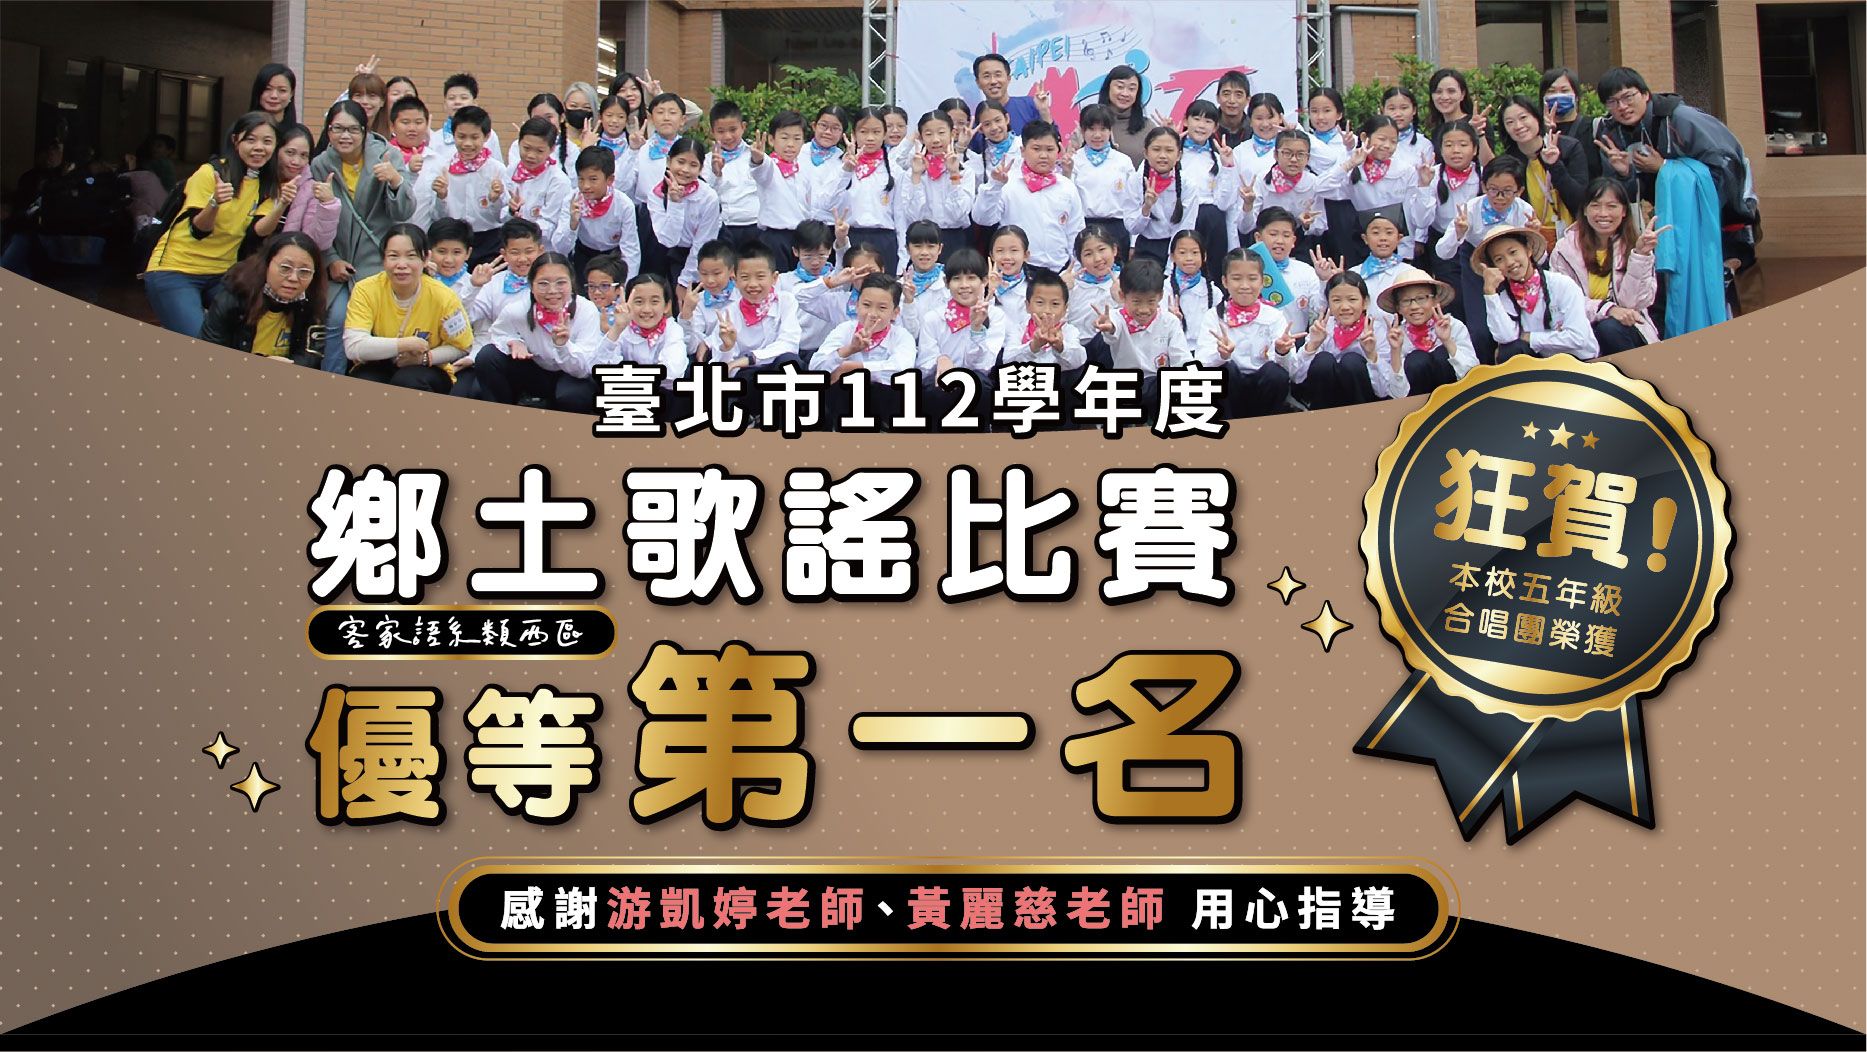 TAIPEI
臺北市112學年度
鄉土歌謠比賽
客家語系類西區
優等第一名
狂賀!
本校五年級
合唱團榮獲
感謝游凱婷老師、黃麗慈老師 用心指導